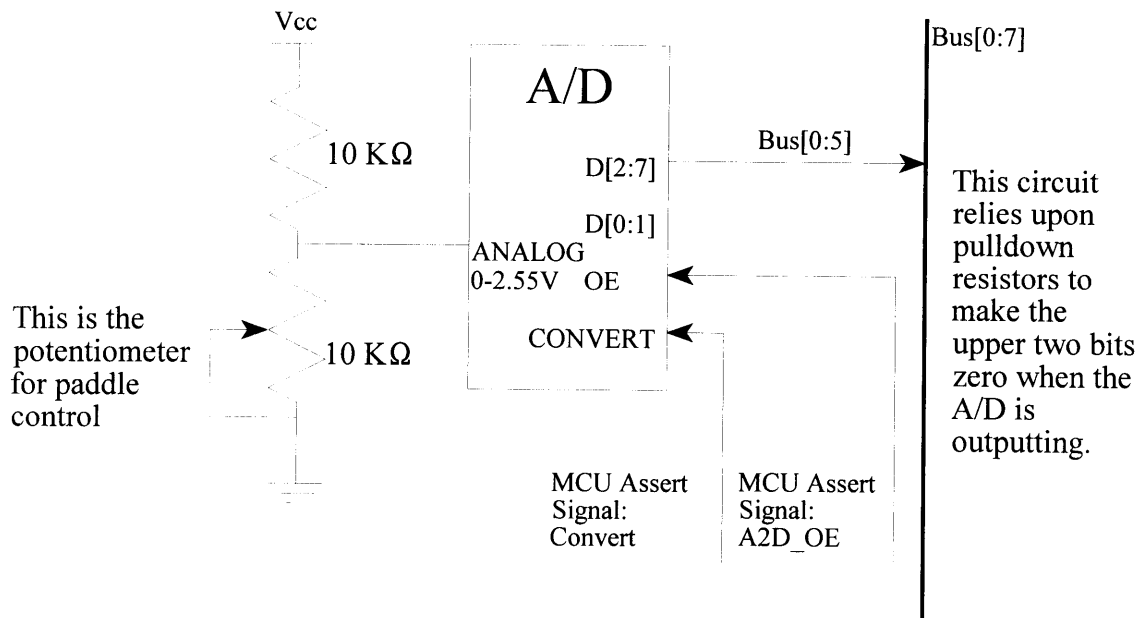 Vcc
Bus[0:7]
A/D
10 KΩ
Bus[0:5]
D[2:7]
D[0:1]
ANALOG
0-2.55V
OE
CONVERT
This is the
potentiometer
for paddle
control
10 KΩ
This circuit
relies upon
pulldown
resistors to
make the
upper two bits
zero when the
A/D is
outputting.
MCU Assert
Signal:
Convert
MCU Assert
Signal:
A2D_OE